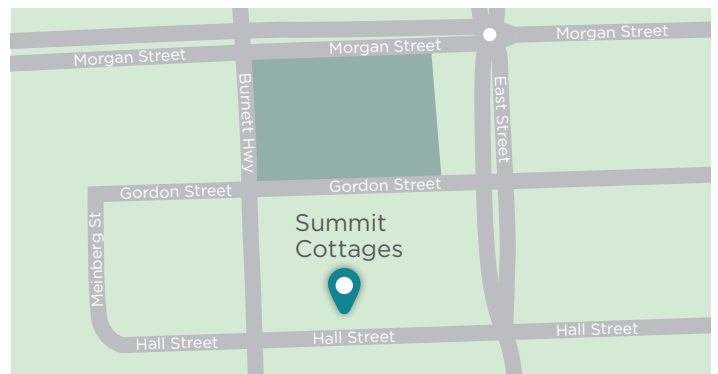 Morgan Street
Morgan Street
Morgan Street
Burnett Hwy
East Street
Gordon Street
Gordon Street
Summit
Cottages
Meinberg St
Hall Street
Hall Street
Hall Street